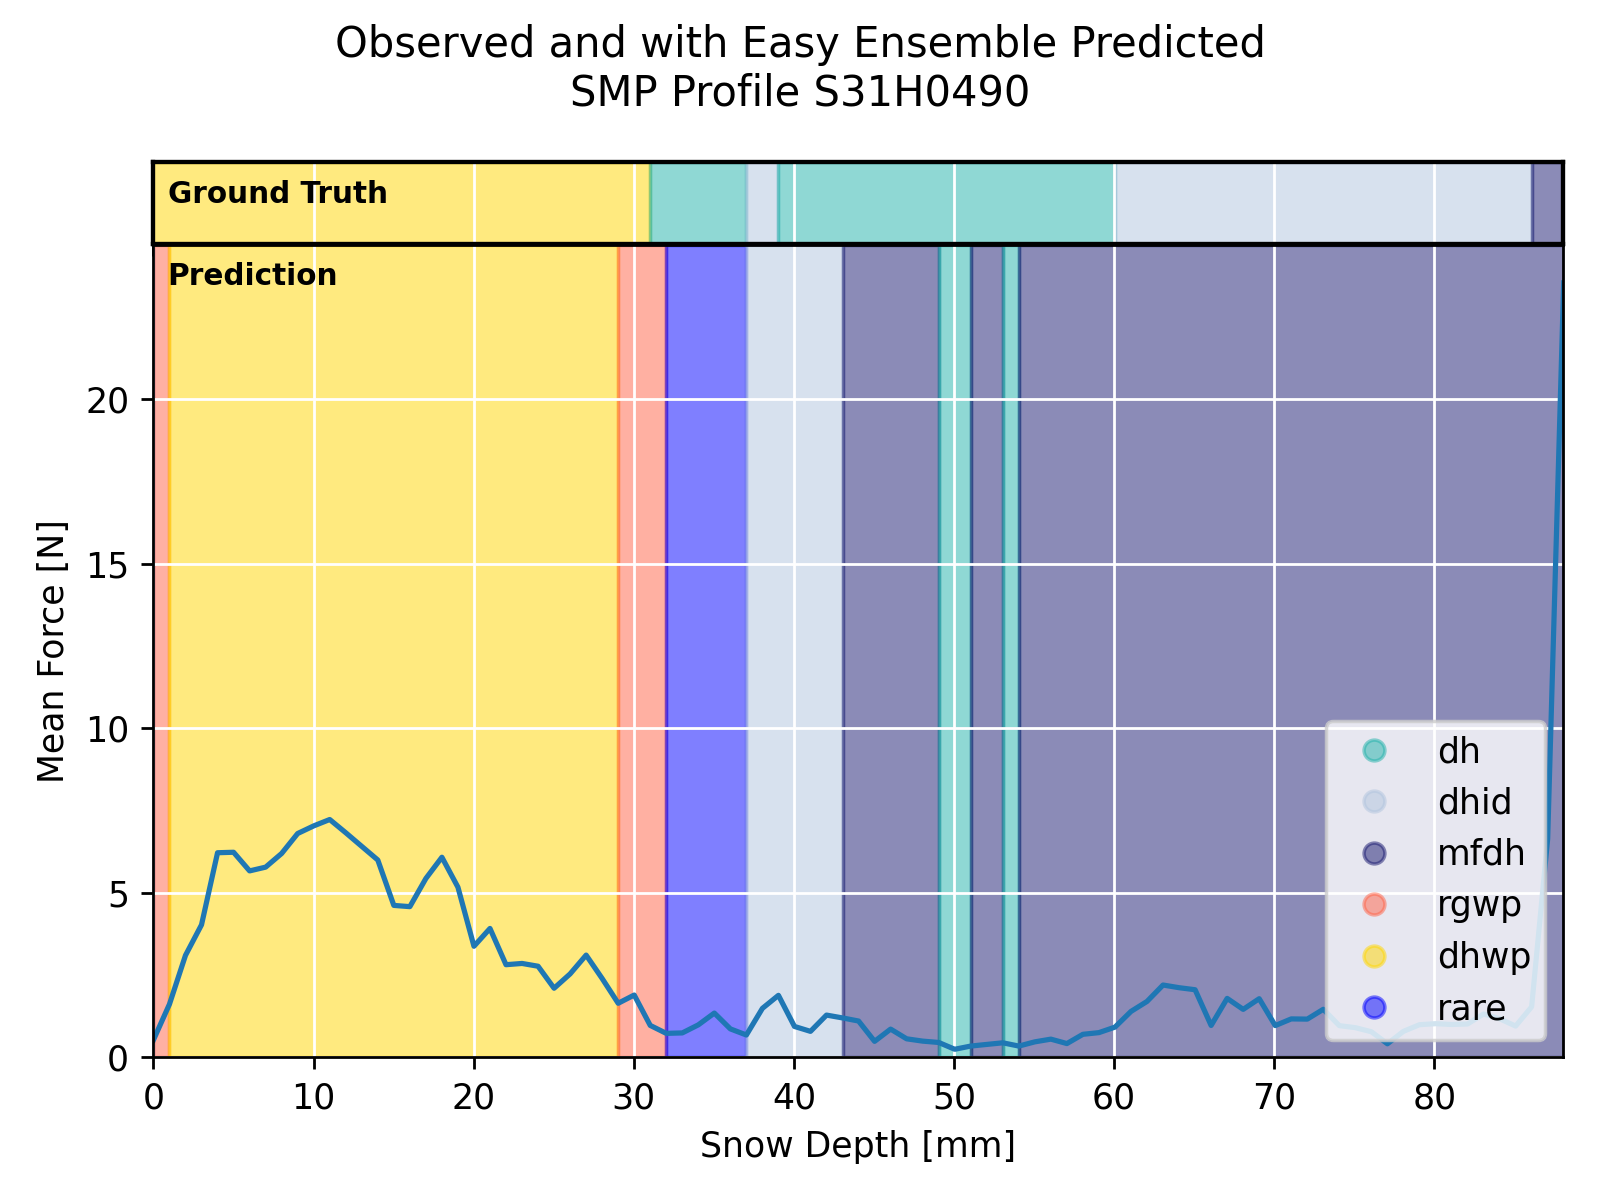 Observed and with Easy Ensemble Predicted
SMP Profile S31H0490
Ground Truth
Prediction
Mean Force [N]
20
15
10
5
0
dh
dhid
mfdh
rgwp
dhwp
rare
0 10 20 30 40 50 60 70 80
Snow Depth [mm]